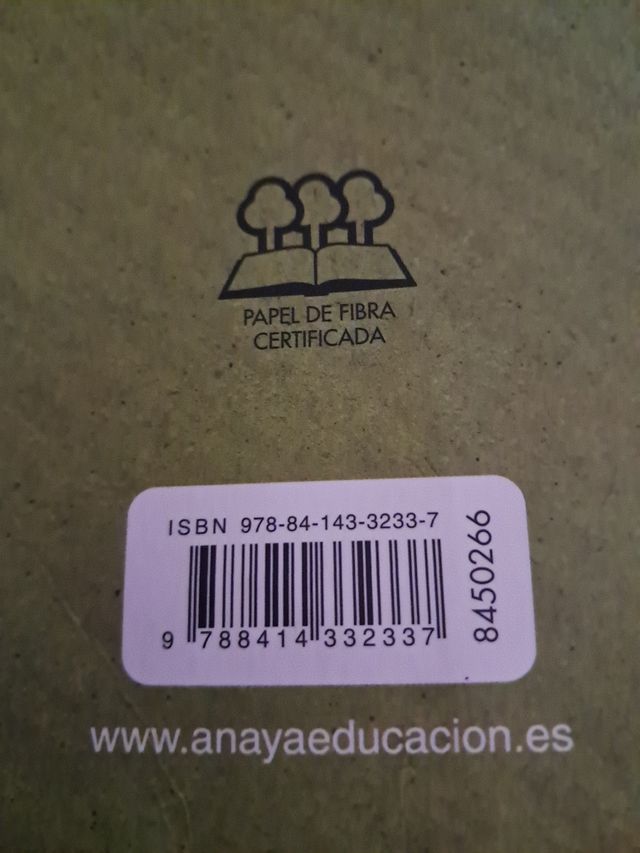 PAPEL DE FIBRA
CERTIFICADA
ISBN 978-84-143-3233-7
9 788414 332337
8450266
www.anayaeducacion.es